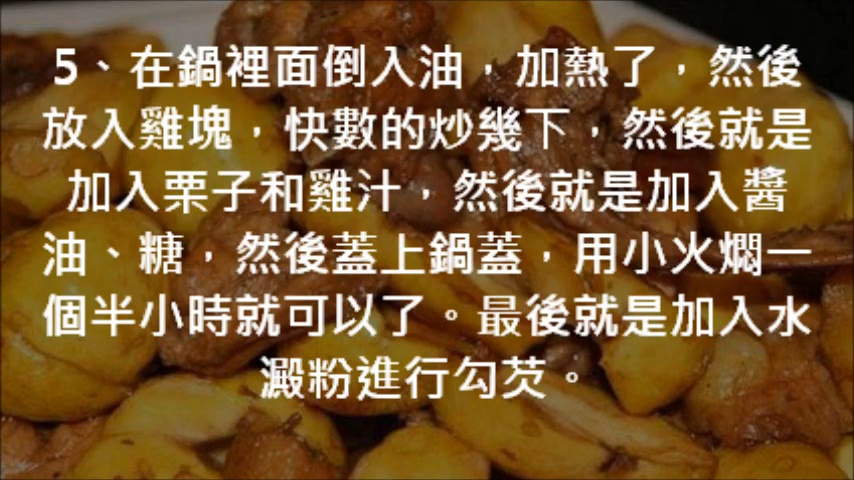 5、在鍋裡面倒入油，加熱了，然後
放入雞塊，快數的炒幾下，然後就是
加入栗子和雞汁，然後就是加入醬
油、糖，然後蓋上鍋蓋，用小火燜一
個半小時就可以了。最後就是加入水
澱粉進行勾芡。